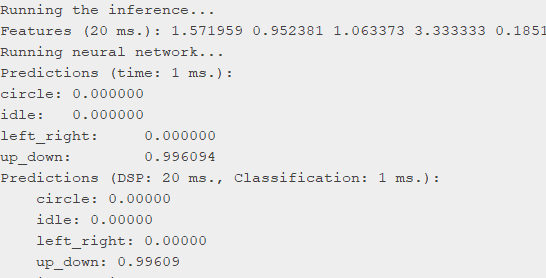 Running the inference...
Features (20 ms.): 1.571959 0.952381 1.063373 3.333333 0.1851
Running neural network...
Predictions (time: 1 ms.):
circle: 0.000000
idle: 0.000000
left_right: 0.000000
up_down: 0.996094
Predictions (DSP: 20 ms., Classification: 1 ms.):
circle: 0.00000
idle: 0.00000
left_right: 0.00000
up_down: 0.99609